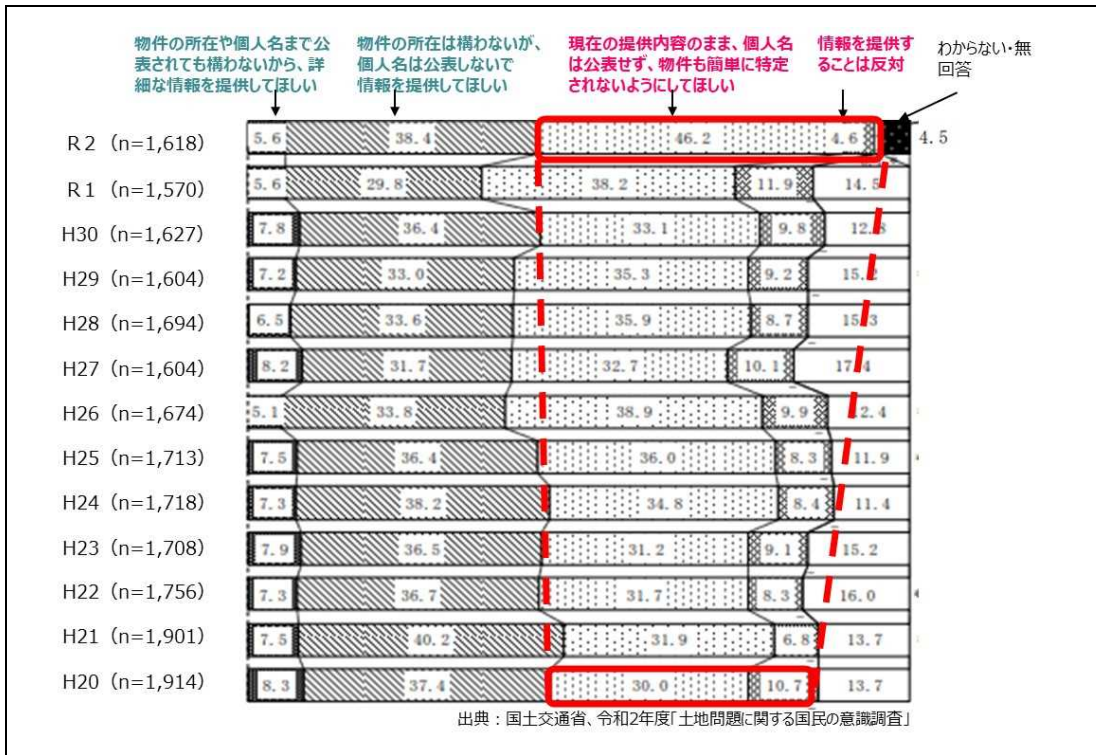 物件の所在や個人名まで公
表されても構わないから、詳
細な情報を提供してほしい
物件の所在は構わないが、
個人名は公表しないで
情報を提供してほしい
現在の提供内容のまま、個人名
は公表せず、物件も簡単に特定
されないようにしてほしい
情報を提供す
ることは反対
わからない・無
回答
R2 (n=1,618) 5.6 38.4 46.2 4.6 4.5
R1 (n=1,570) 5.6 29.8 38.2 11.9 14.5
H30 (n=1,627) 7.8 36.4 33.1 9.8 12.8
H29 (n=1,604) 7.2 33.0 35.3 9.2 15.2
H28 (n=1,694) 6.5 33.6 35.9 8.7 15.3
H27 (n=1,604) 8.2 31.7 32.7 10.1 17.4
H26 (n=1,674) 5.1 33.8 38.9 9.9 12.4
H25 (n=1,713) 7.5 36.4 36.0 8.3 11.9
H24 (n=1,718) 7.3 38.2 34.8 8.4 11.4
H23 (n=1,708) 7.9 36.5 31.2 9.1 15.2
H22 (n=1,756) 7.3 36.7 31.7 8.3 16.0
H21 (n=1,901) 7.5 40.2 31.9 6.8 13.7
H20 (n=1,914) 8.3 37.4 30.0 10.7 13.7
出典：国土交通省、令和2年度「土地問題に関する国民の意識調査」